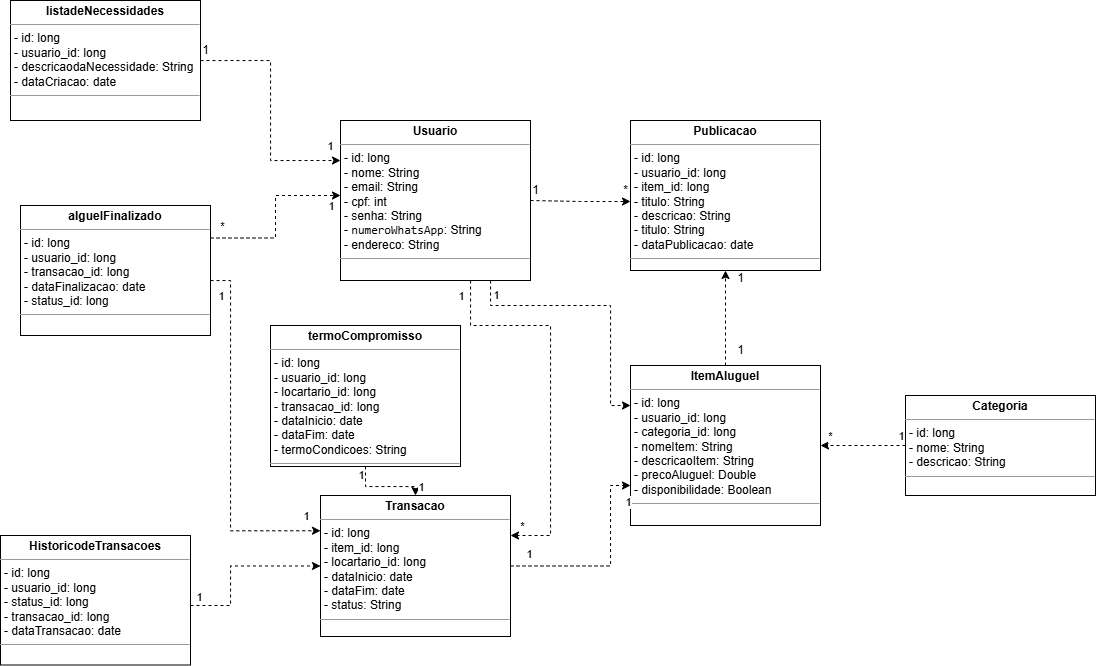 listadeNecessidades
- id: long
- usuario_id: long
- descricaodaNecessidade: String
- dataCriacao: date
1
1
Usuario
- id: long
- nome: String
- email: String
- cpf: int
- senha: String
- numeroWhatsApp: String
- endereco: String
1
*
Publicacao
- id: long
- usuario_id: long
- item_id: long
- titulo: String
- descricao: String
- titulo: String
- dataPublicacao: date
alguelFinalizado
- id: long
- usuario_id: long
- transacao_id: long
- dataFinalizacao: date
- status_id: long
*
1
1
1
1
1
1
1
termoCompromisso
- id: long
- usuario_id: long
- locartario_id: long
- transacao_id: long
- dataInicio: date
- dataFim: date
- termoCondicoes: String
1
1
ItemAluguel
- id: long
- usuario_id: long
- categoria_id: long
- nomeItem: String
- descricaoItem: String
- precoAluguel: Double
- disponibilidade: Boolean
*
1
Categoria
- id: long
- nome: String
- descricao: String
Transacao
- id: long
- item_id: long
- locartario_id: long
- dataInicio: date
- dataFim: date
- status: String
*
1
1
HistoricodeTransacoes
- id: long
- usuario_id: long
- status_id: long
- transacao_id: long
- dataTransacao: date
1